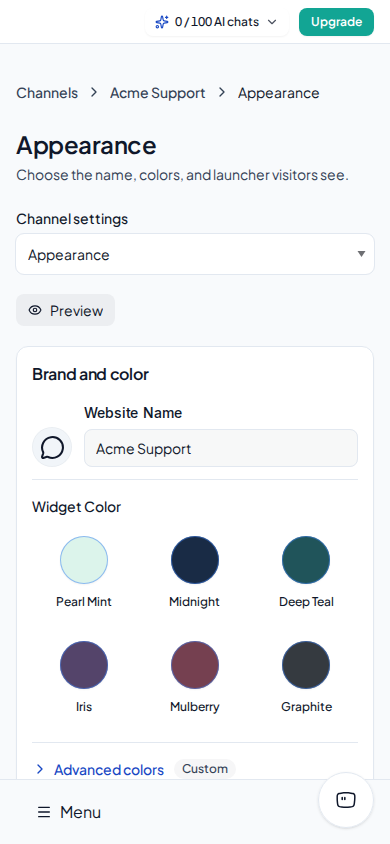 0 / 100 AI chats
Upgrade
Channels > Acme Support > Appearance
Appearance
Choose the name, colors, and launcher visitors see.
Channel settings
Appearance
Preview
Brand and color
Website Name
Acme Support
Widget Color
Pearl Mint
Midnight
Deep Teal
Iris
Mulberry
Graphite
Advanced colors
Custom
Menu